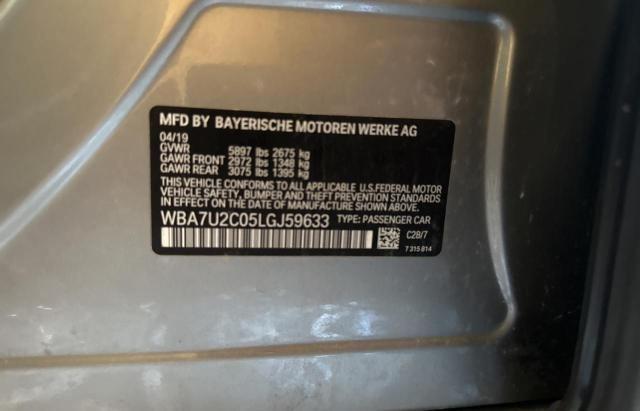 MFD BY BAYERISCHE MOTOREN WERKE AG
04/19
GVWR 5897 lbs 2675 kg
GAWR FRONT 2972 lbs 1348 kg
GAWR REAR 3075 lbs 1395 kg
THIS VEHICLE CONFORMS TO ALL APPLICABLE U.S.FEDERAL MOTOR
VEHICLE SAFETY, BUMPER AND THEFT PREVENTION STANDARDS
IN EFFECT ON THE DATE OF MANUFACTURE SHOWN ABOVE.
WBA7U2C05LGJ59633 TYPE: PASSENGER CAR
C2B/7
7 315 814